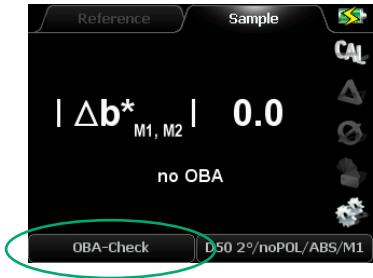 Reference Sample
CAL
| Δb*M1, M2 | 0.0
no OBA
OBA-Check D50 2°/noPOL/ABS/M1